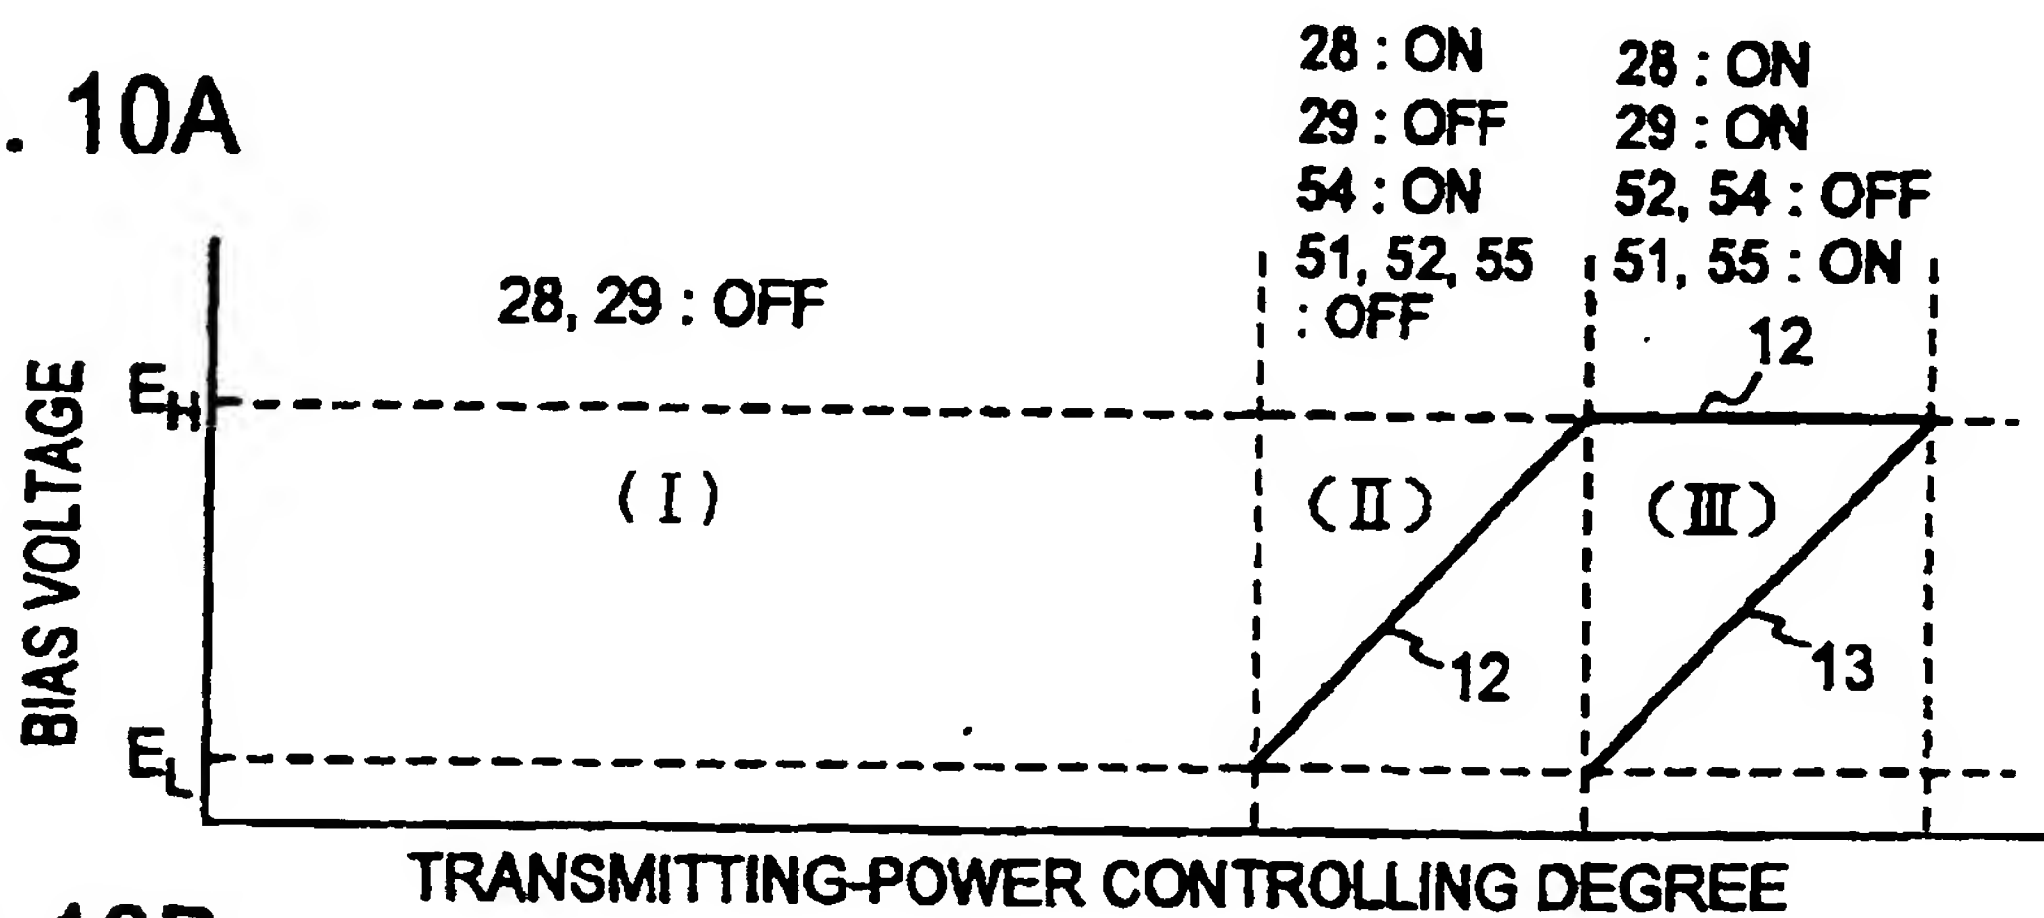 . 10A
28 : ON
29 : OFF
54 : ON
51, 52, 55
: OFF
28 : ON
29 : ON
52, 54 : OFF
51, 55 : ON
28, 29 : OFF
12
BIAS VOLTAGE
EH
(I)
(II)
(III)
12
13
EL
TRANSMITTING-POWER CONTROLLING DEGREE